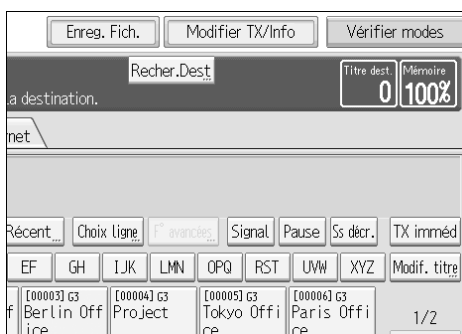 Enreg. Fich. Modifier TX/Info Vérifier modes
Recher.Dest. Titre dest. Mémoire
0 100%
a destination.
net
Récent Choix ligne F° avancées Signal Pause Ss décr. TX imméd
EF GH IJK LMN OPQ RST UVW XYZ Modif. titre
[00003] G3 [00004] G3 [00005] G3 [00006] G3
f Berlin Off Project Tokyo Offi Paris Offi 1/2
ice ce ce